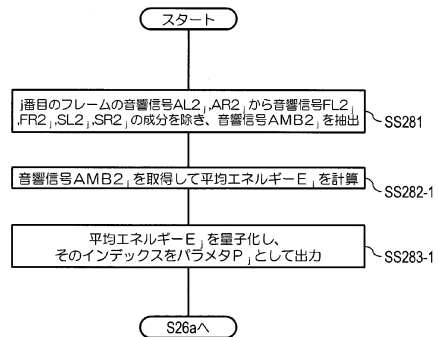 スタート
j番目のフレームの音響信号AL2j,AR2jから音響信号FL2j
,FR2j,SL2j,SR2jの成分を除き、音響信号AMB2jを抽出
SS281
音響信号AMB2jを取得して平均エネルギーEjを計算
SS282-1
平均エネルギーEjを量子化し、
そのインデックスをパラメタPjとして出力
SS283-1
S26aへ